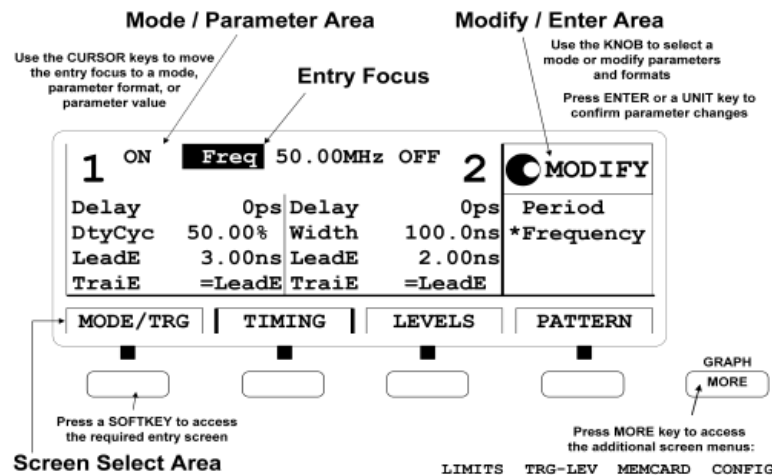 Mode / Parameter Area
Modify / Enter Area
Use the CURSOR keys to move
the entry focus to a mode,
parameter format, or
parameter value
Entry Focus
Use the KNOB to select a
mode or modify parameters
and formats
Press ENTER or a UNIT key to
confirm parameter changes
1 ON Freq 50.00MHz OFF 2 MODIFY
Delay 0ps Delay 0ps Period
DtyCyc 50.00% Width 100.0ns *Frequency
LeadE 3.00ns LeadE 2.00ns
TraiE =LeadE TraiE =LeadE
MODE/TRG TIMING LEVELS PATTERN
GRAPH
MORE
Press a SOFTKEY to access
the required entry screen
Press MORE key to access
the additional screen menus:
Screen Select Area
LIMITS TRG-LEV MEMCARD CONFIG